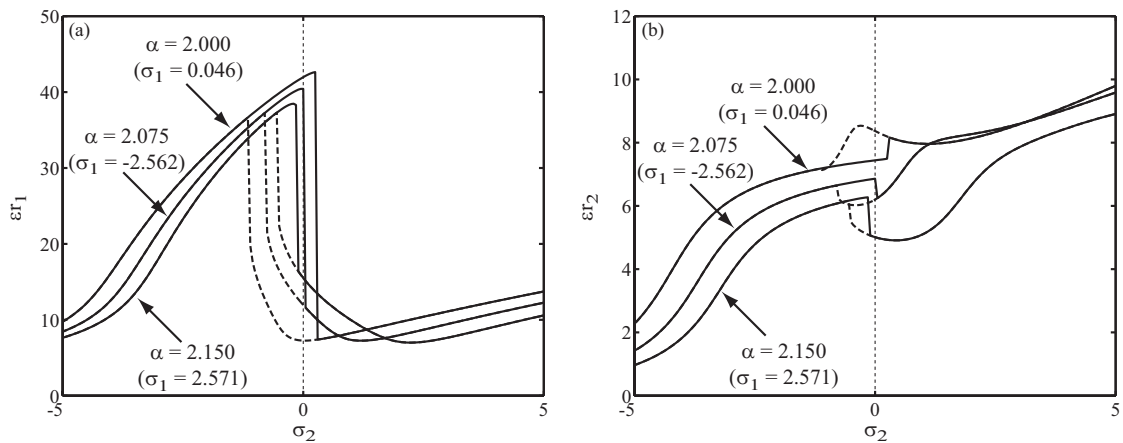 (a)
50
40
30
20
10
0
εr1
α = 2.000
(σ1 = 0.046)
α = 2.075
(σ1 = -2.562)
α = 2.150
(σ1 = 2.571)
-5
0
5
σ2
(b)
12
10
8
6
4
2
0
εr2
α = 2.000
(σ1 = 0.046)
α = 2.075
(σ1 = -2.562)
α = 2.150
(σ1 = 2.571)
-5
0
5
σ2